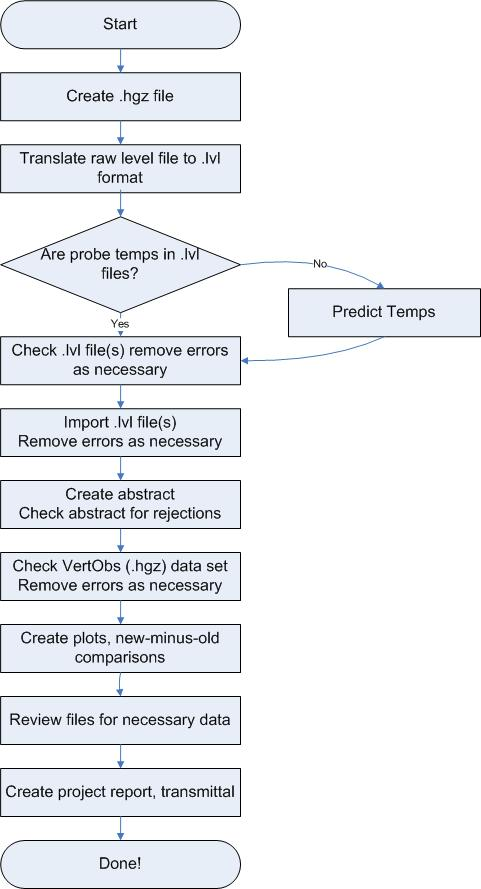 Start
Create .hgz file
Translate raw level file to .lvl
format
Are probe temps in .lvl
files?
No
Predict Temps
Yes
Check .lvl file(s) remove errors
as necessary
Import .lvl file(s)
Remove errors as necessary
Create abstract
Check abstract for rejections
Check VertObs (.hgz) data set
Remove errors as necessary
Create plots, new-minus-old
comparisons
Review files for necessary data
Create project report, transmittal
Done!